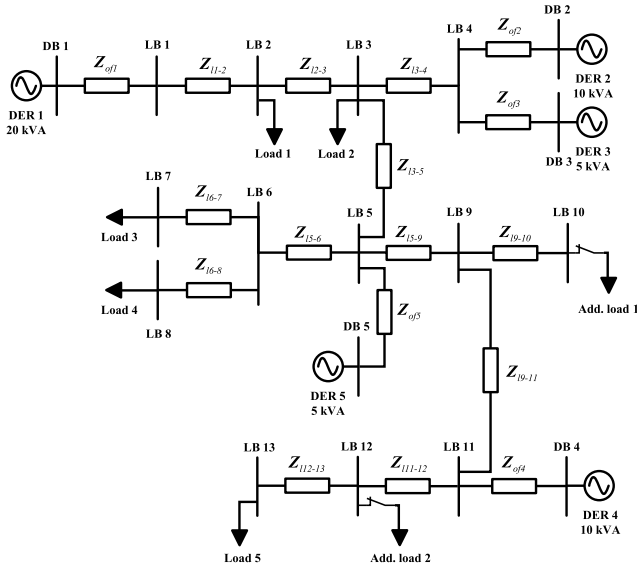 DB 1
Z_of1
LB 1
Z_l1-2
LB 2
Z_l2-3
LB 3
Z_l3-4
LB 4
Z_of2
DB 2
DER 1
20 kVA
DER 2
10 kVA
Load 1
Load 2
Z_of3
DB 3
DER 3
5 kVA
Z_l3-5
LB 7
Z_l6-7
LB 6
Load 3
Z_l5-6
LB 5
Z_l5-9
LB 9
Z_l9-10
LB 10
Z_l6-8
Load 4
LB 8
Add. load 1
Z_of5
DB 5
DER 5
5 kVA
Z_l9-11
LB 13
Z_l12-13
LB 12
Z_l11-12
LB 11
Z_of4
DB 4
DER 4
10 kVA
Load 5
Add. load 2